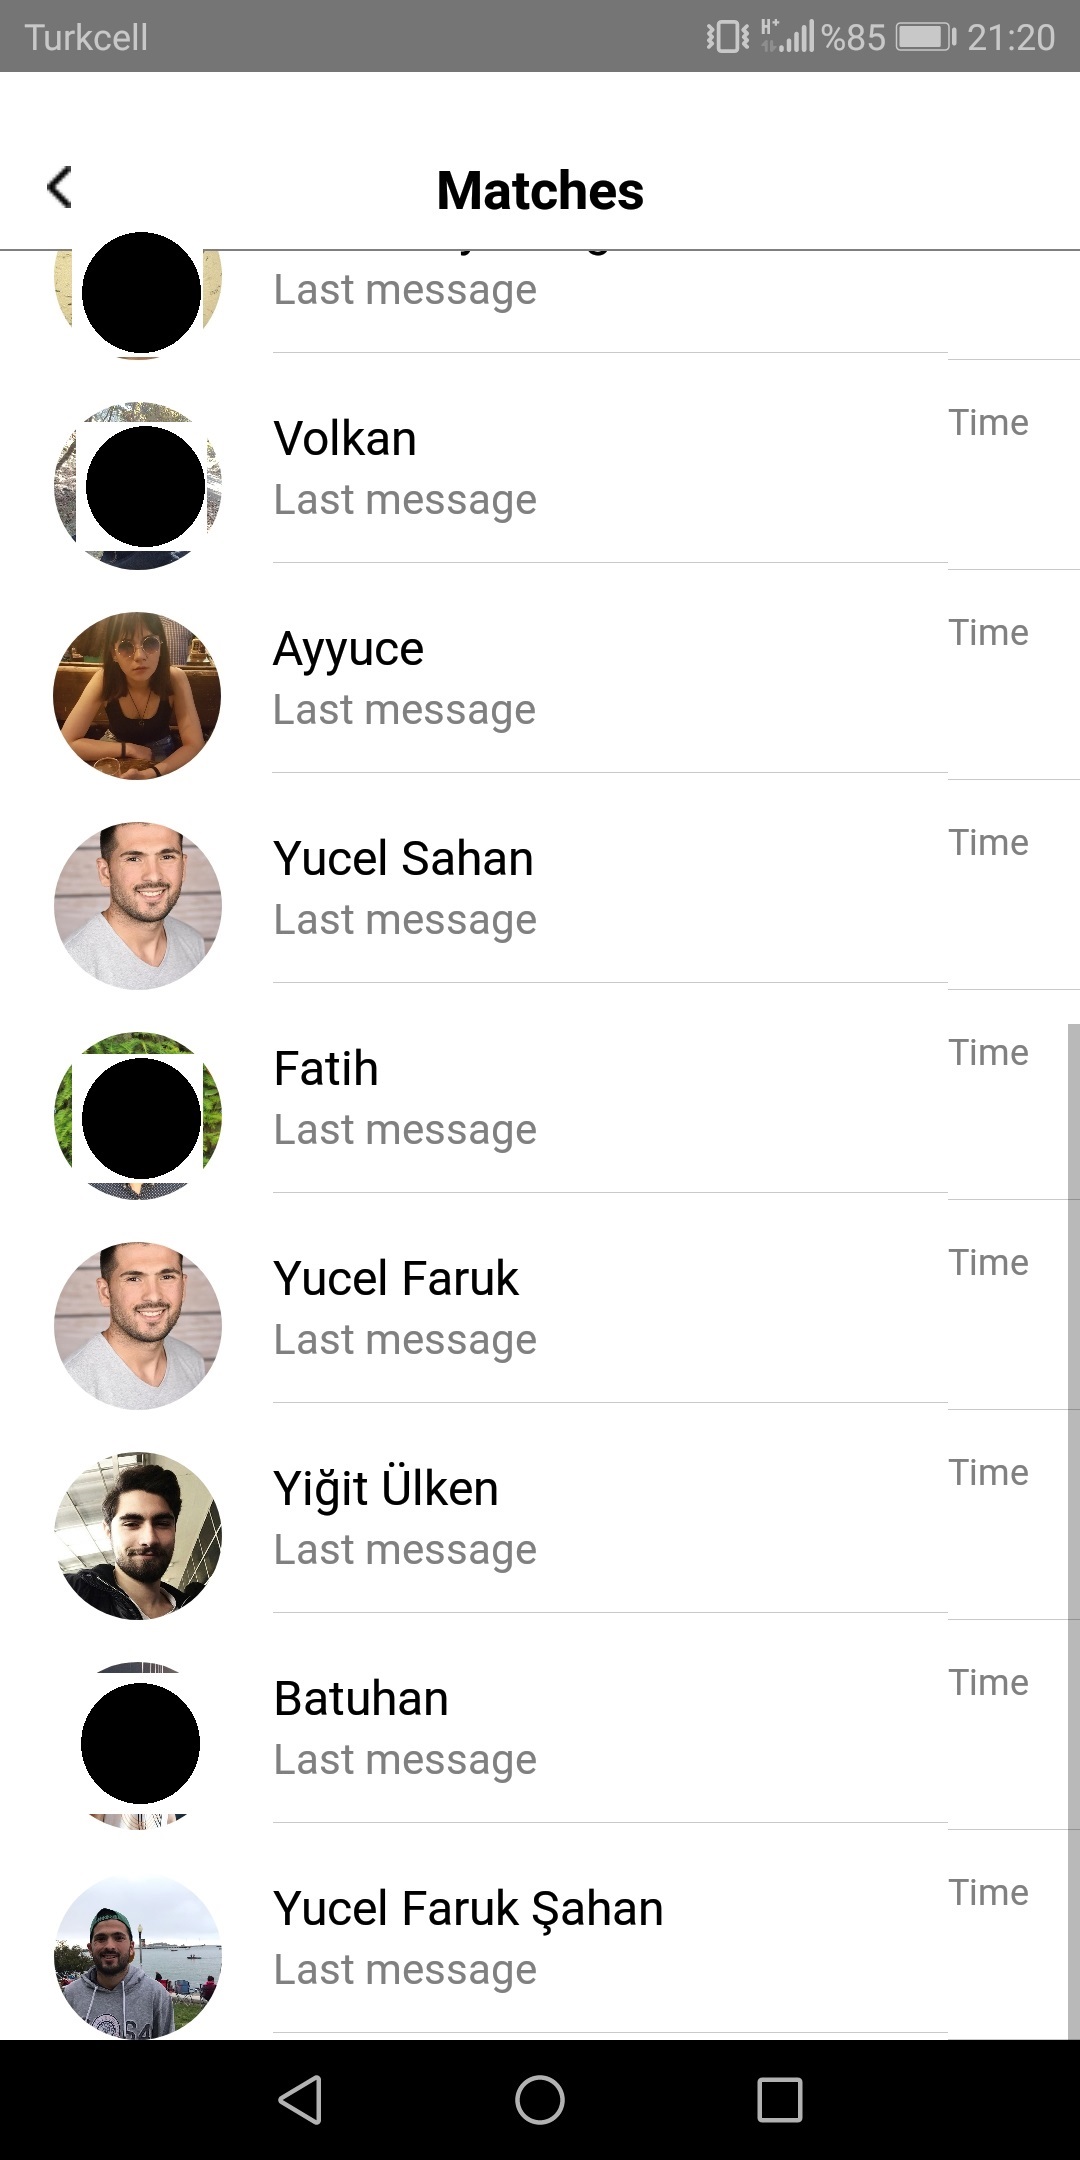 Turkcell H+ %85 21:20
Matches
Last message
Volkan Time
Last message
Ayyuce Time
Last message
Yucel Sahan Time
Last message
Fatih Time
Last message
Yucel Faruk Time
Last message
Yiğit Ülken Time
Last message
Batuhan Time
Last message
Yucel Faruk Şahan Time
Last message